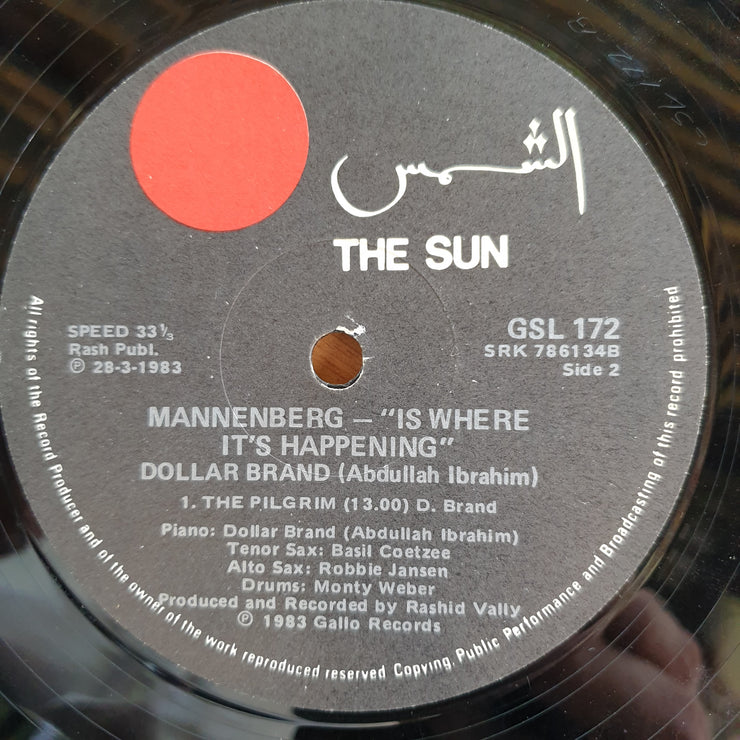 الشمس
THE SUN
SPEED 33⅓
Rash Publ.
℗ 28-3-1983
GSL 172
SRK 786134B
Side 2
MANNENBERG — "IS WHERE
IT'S HAPPENING"
DOLLAR BRAND (Abdullah Ibrahim)
1. THE PILGRIM (13.00) D. Brand
Piano: Dollar Brand (Abdullah Ibrahim)
Tenor Sax: Basil Coetzee
Alto Sax: Robbie Jansen
Drums: Monty Weber
Produced and Recorded by Rashid Vally
℗ 1983 Gallo Records
All rights of the Record Producer and of the owner of the work reproduced reserved Copying, Public Performance and Broadcasting of this record prohibited
GSL 172 B